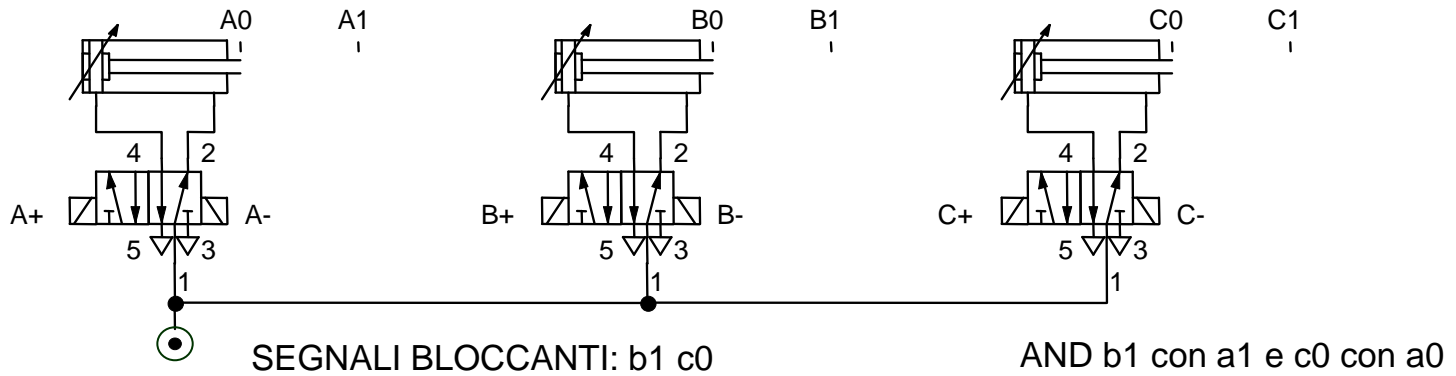 A0 A1 B0 B1 C0 C1
4 2 4 2 4 2
A+ A- B+ B- C+ C-
5 3 5 3 5 3
1 1 1
SEGNALI BLOCCANTI: b1 c0 AND b1 con a1 e c0 con a0